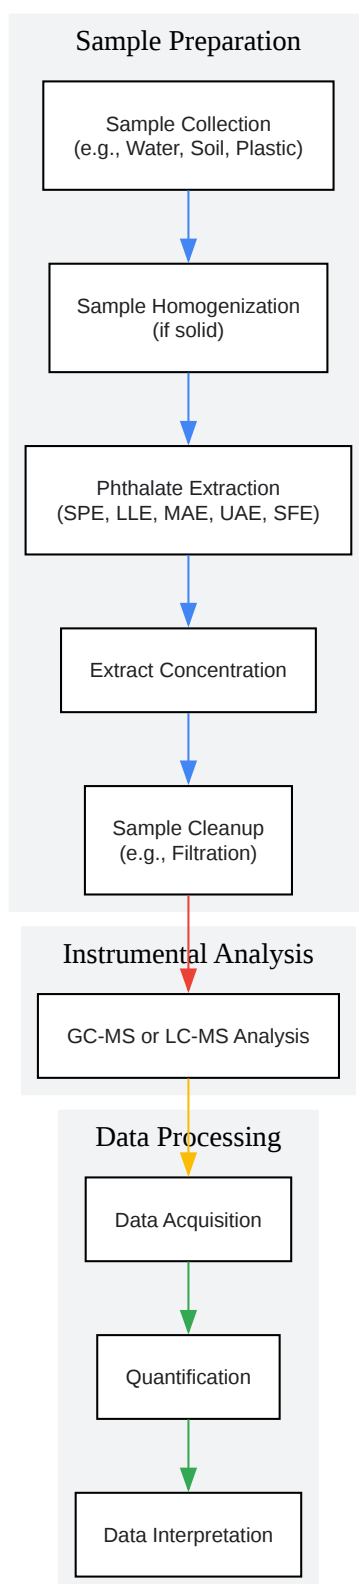 Sample Preparation
Sample Collection
(e.g., Water, Soil, Plastic)
Sample Homogenization
(if solid)
Phthalate Extraction
(SPE, LLE, MAE, UAE, SFE)
Extract Concentration
Sample Cleanup
(e.g., Filtration)
Instrumental Analysis
GC-MS or LC-MS Analysis
Data Processing
Data Acquisition
Quantification
Data Interpretation